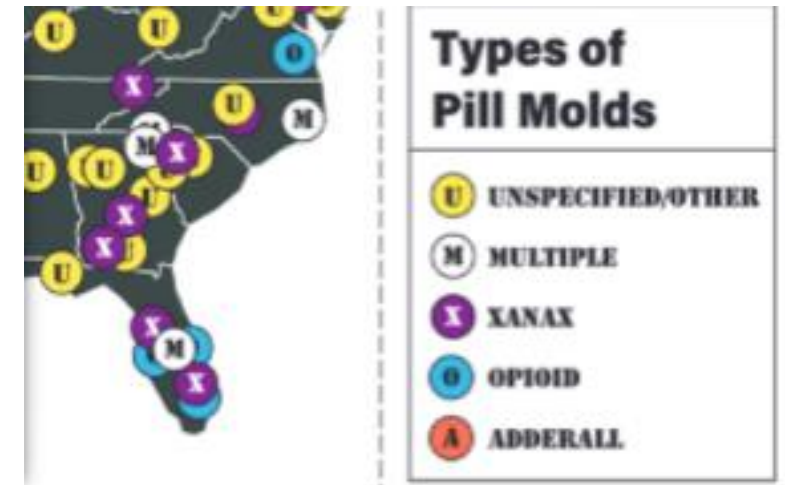 U
U
U
O
X
U
M
M
X
U
U
U
U
X
X
U
U
X
M
X
Types of
Pill Molds
U UNSPECIFIED/OTHER
M MULTIPLE
X XANAX
O OPIOID
A ADDERALL